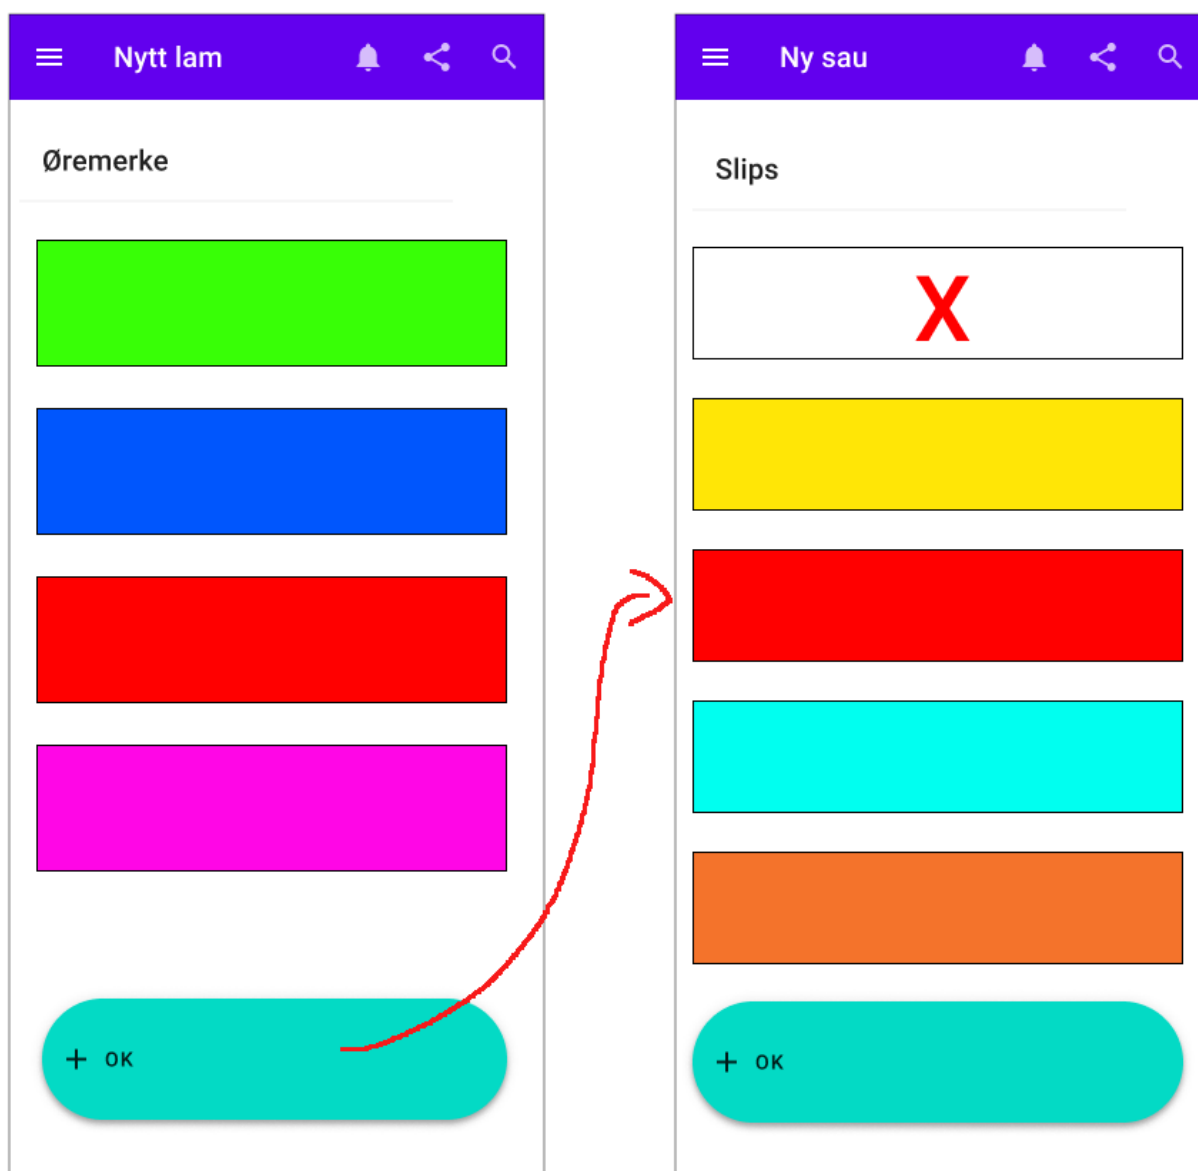 Nytt lam
Øremerke
+ OK
Ny sau
Slips
X
+ OK